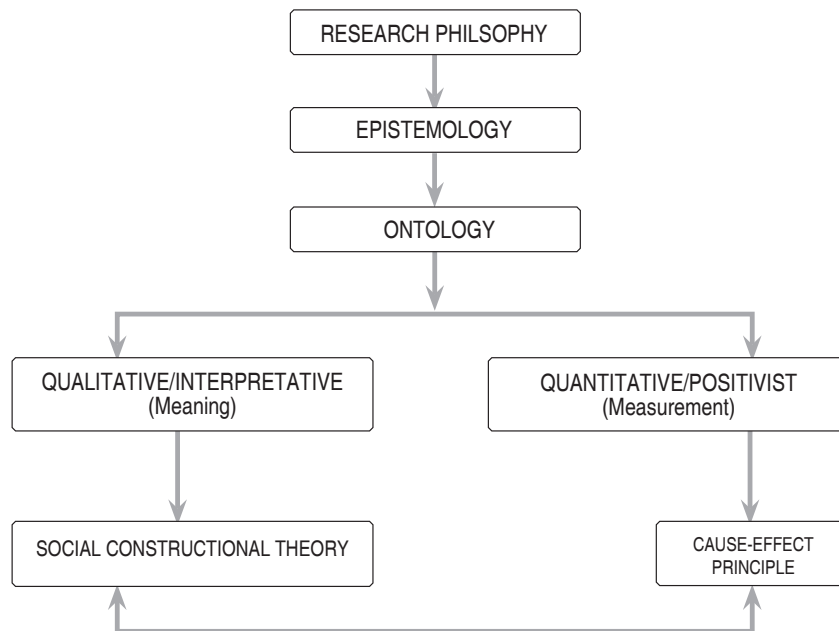 RESEARCH PHILSOPHY
EPISTEMOLOGY
ONTOLOGY
QUALITATIVE/INTERPRETATIVE
(Meaning)
QUANTITATIVE/POSITIVIST
(Measurement)
SOCIAL CONSTRUCTIONAL THEORY
CAUSE-EFFECT
PRINCIPLE